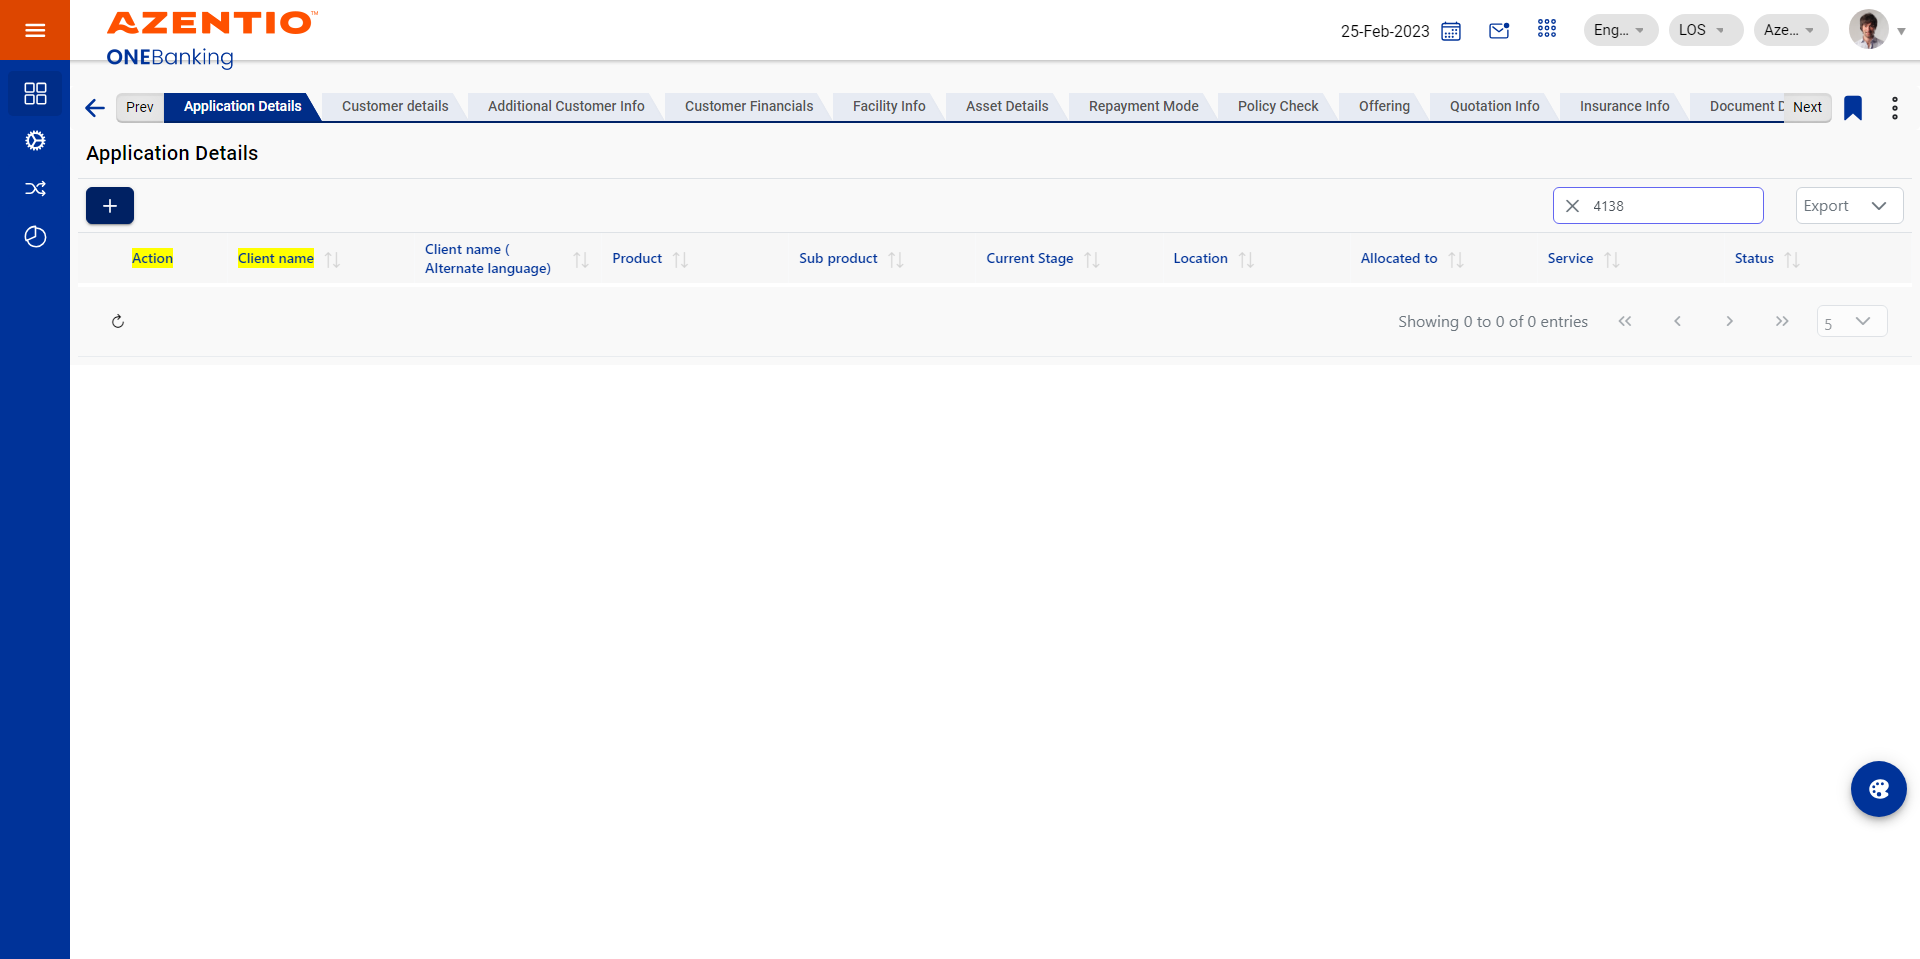 AZENTIO™
ONEBanking
25-Feb-2023
Eng...
LOS
Aze...
Prev
Application Details
Customer details
Additional Customer Info
Customer Financials
Facility Info
Asset Details
Repayment Mode
Policy Check
Offering
Quotation Info
Insurance Info
Document D
Next
Application Details
+
4138
Export
Action
Client name
Client name (
Alternate language)
Product
Sub product
Current Stage
Location
Allocated to
Service
Status
Showing 0 to 0 of 0 entries
5